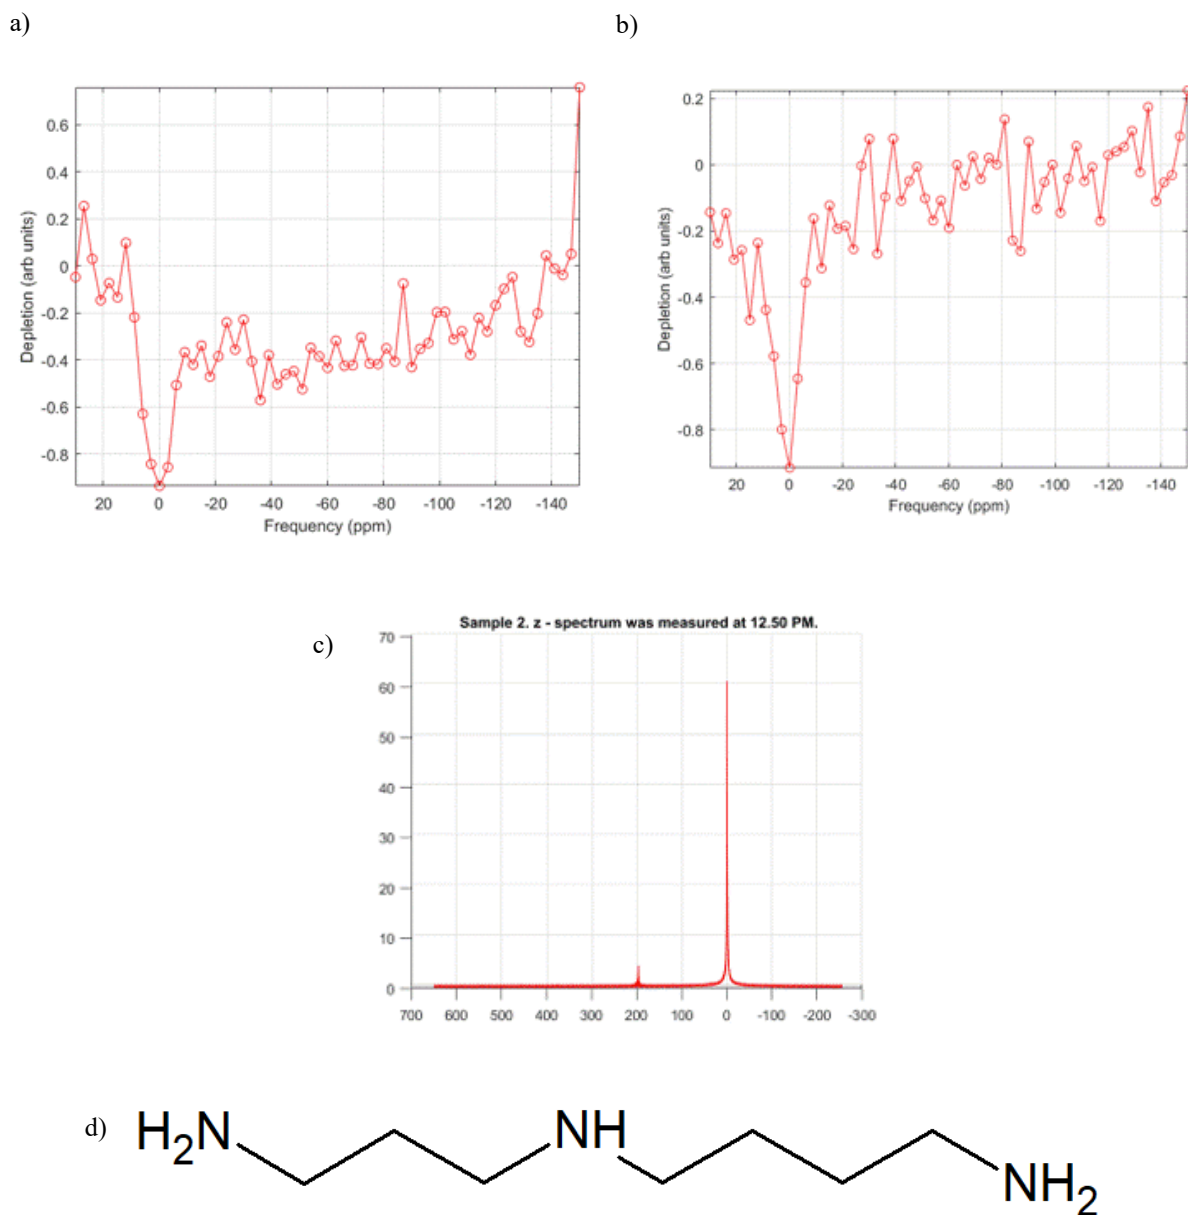 a)
b)
0.6
0.4
0.2
0
-0.2
-0.4
-0.6
-0.8
Depletion (arb units)
20 0 -20 -40 -60 -80 -100 -120 -140
Frequency (ppm)
0.2
0
-0.2
-0.4
-0.6
-0.8
Depletion (arb units)
20 0 -20 -40 -60 -80 -100 -120 -140
Frequency (ppm)
c)
Sample 2. z - spectrum was measured at 12.50 PM.
70
60
50
40
30
20
10
0
700 600 500 400 300 200 100 0 -100 -200 -300
d)
H2N NH NH2